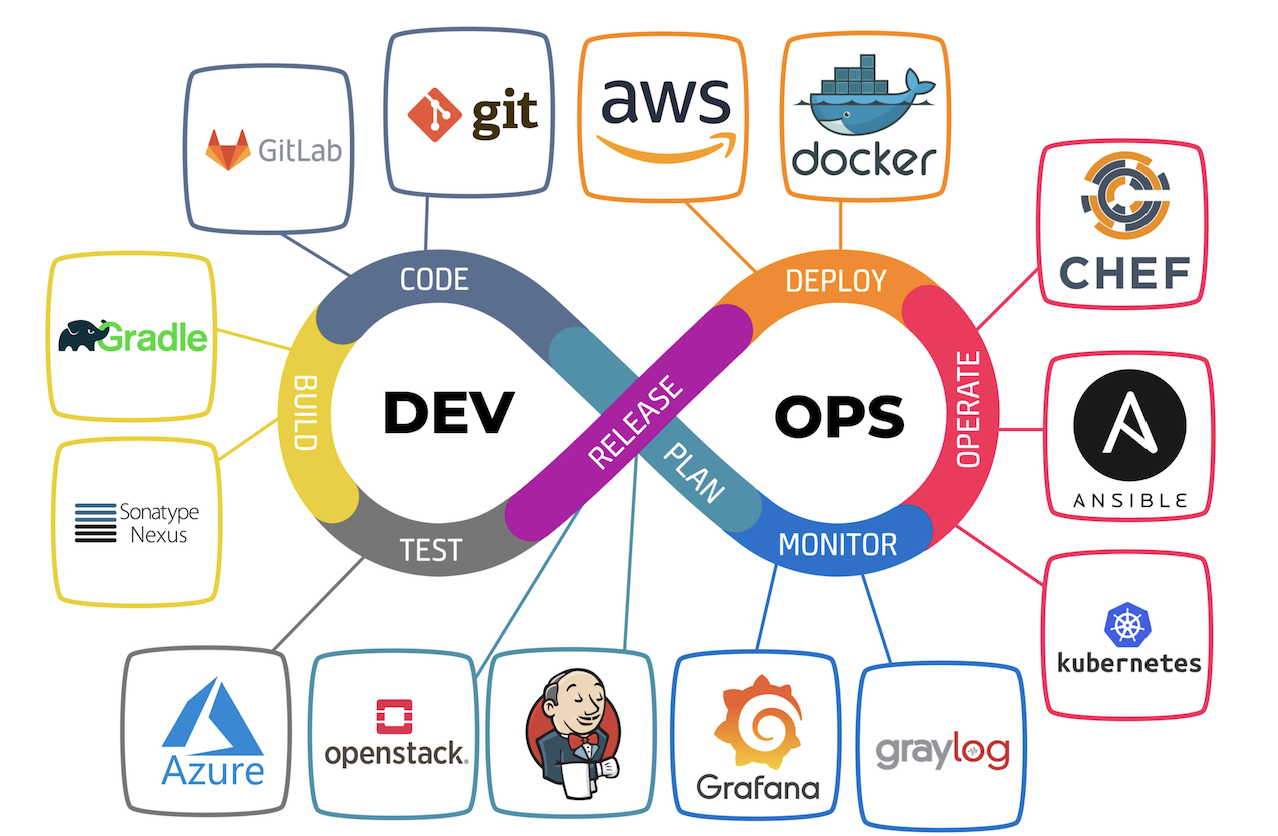 git
aws
docker
GitLab
CHEF
CODE
DEPLOY
Gradle
BUILD
DEV
RELEASE
OPS
OPERATE
PLAN
ANSIBLE
Sonatype
Nexus
TEST
MONITOR
kubernetes
Azure
openstack.
Grafana
graylog